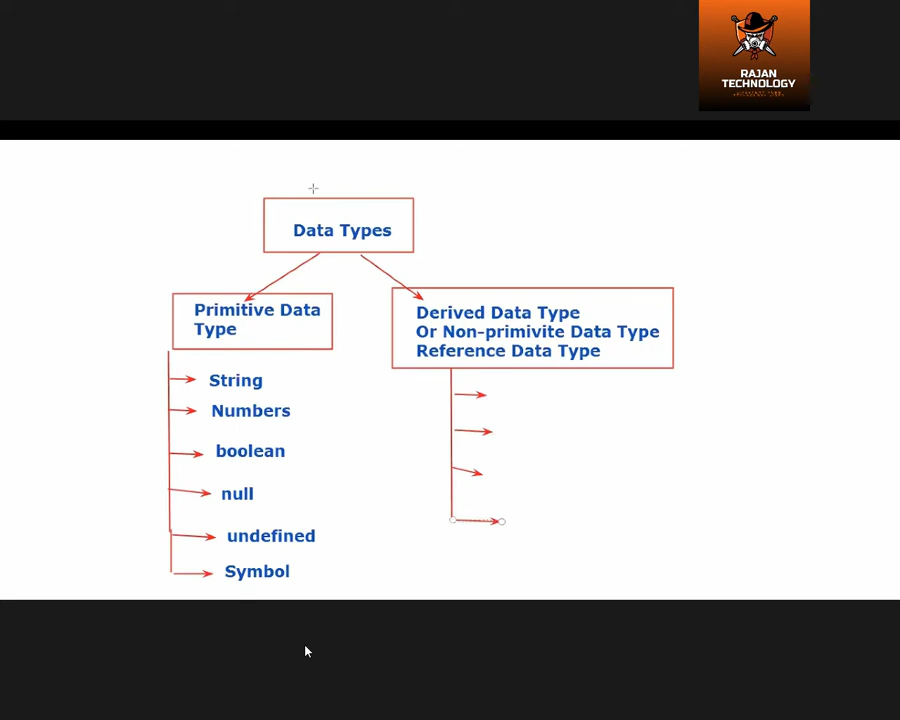 RAJAN
TECHNOLOGY
Data Types
Primitive Data
Type
String
Numbers
boolean
null
undefined
Symbol
Derived Data Type
Or Non-primivite Data Type
Reference Data Type